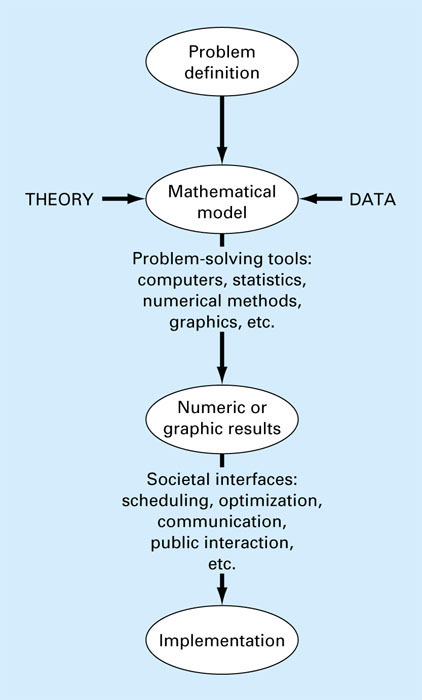 Problem
definition
THEORY
Mathematical
model
DATA
Problem-solving tools:
computers, statistics,
numerical methods,
graphics, etc.
Numeric or
graphic results
Societal interfaces:
scheduling, optimization,
communication,
public interaction,
etc.
Implementation